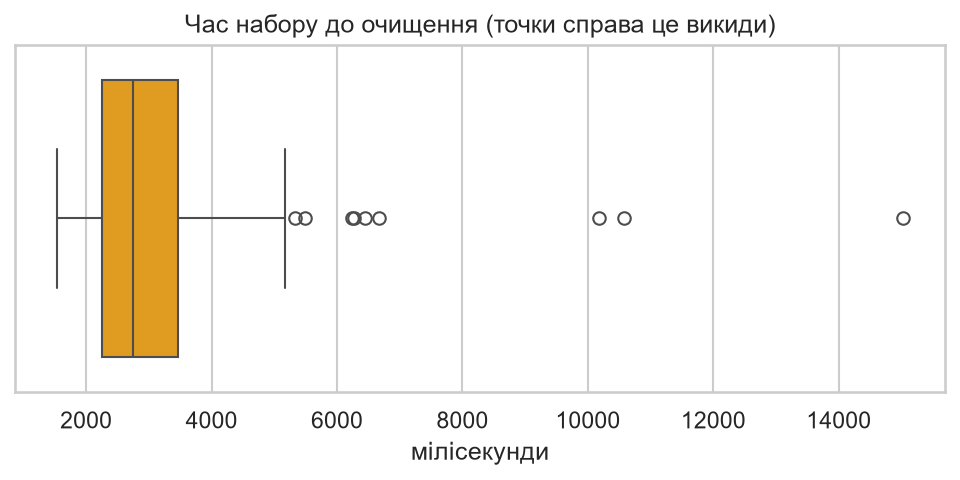 Час набору до очищення (точки справа це викиди)
2000 4000 6000 8000 10000 12000 14000
мілісекунди